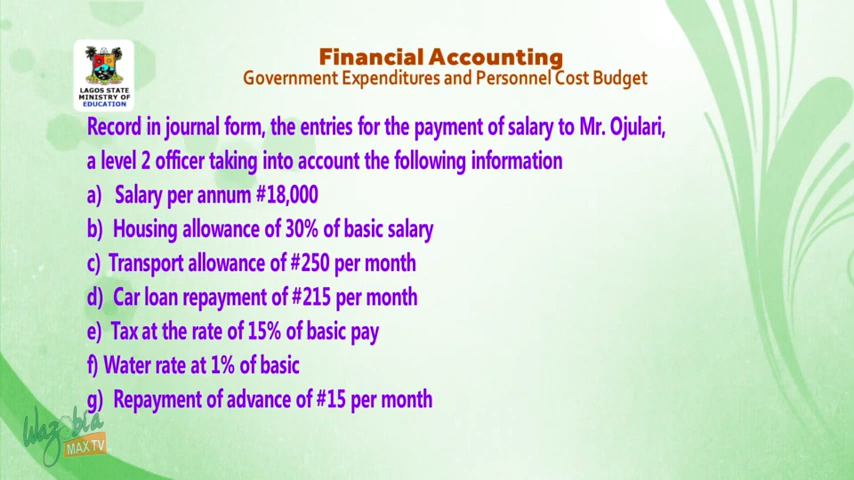 Financial Accounting
Government Expenditures and Personnel Cost Budget
LAGOS STATE
MINISTRY OF
EDUCATION
Record in journal form, the entries for the payment of salary to Mr. Ojulari,
a level 2 officer taking into account the following information
a) Salary per annum #18,000
b) Housing allowance of 30% of basic salary
c) Transport allowance of #250 per month
d) Car loan repayment of #215 per month
e) Tax at the rate of 15% of basic pay
f) Water rate at 1% of basic
g) Repayment of advance of #15 per month
Wazobia
MAX TV